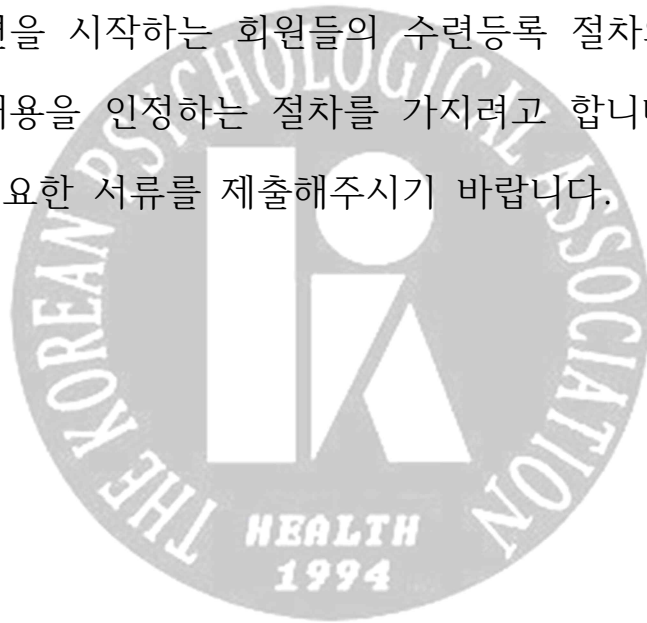 을 시작하는 회원들의 수련등록 절차
용을 인정하는 절차를 가지려고 합니
요한 서류를 제출해주시기 바랍니다.
THE KOREAN PSYCHOLOGICAL ASSOCIATION
HEALTH
1994